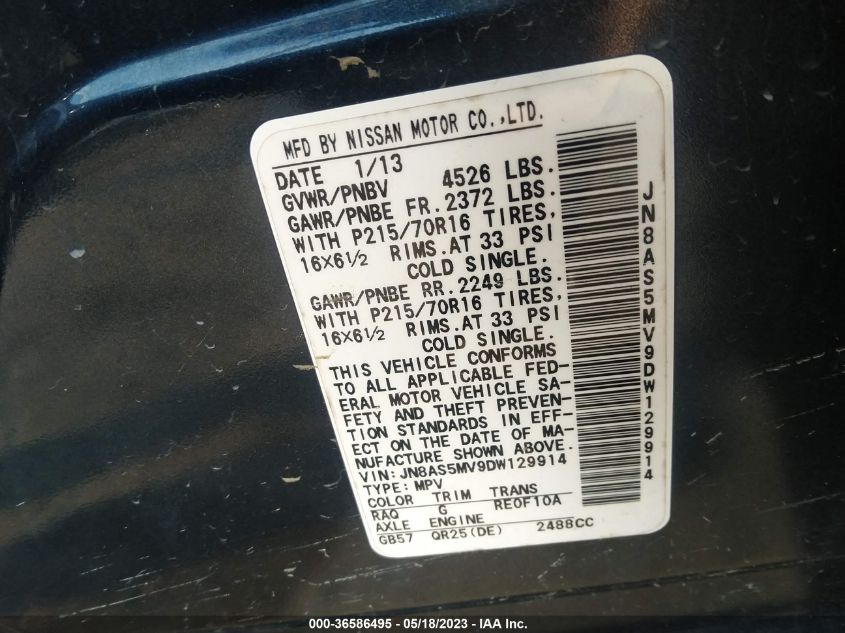 MFD BY NISSAN MOTOR CO.,LTD.
DATE 1/13
GVWR/PNBV 4526 LBS.
GAWR/PNBE FR. 2372 LBS.
WITH P215/70R16 TIRES,
16X6½ RIMS.AT 33 PSI
COLD SINGLE.
GAWR/PNBE RR. 2249 LBS.
WITH P215/70R16 TIRES,
16X6½ RIMS.AT 33 PSI
COLD SINGLE.
THIS VEHICLE CONFORMS
TO ALL APPLICABLE FED-
ERAL MOTOR VEHICLE SA-
FETY AND THEFT PREVEN-
TION STANDARDS IN EFF-
ECT ON THE DATE OF MA-
NUFACTURE SHOWN ABOVE.
VIN: JN8AS5MV9DW129914
TYPE: MPV
COLOR TRIM TRANS
RAQ G RE0F10A
AXLE ENGINE
GB57 QR25(DE) 2488CC
JN8AS5MV9DW129914
000-36586495 - 05/18/2023 - IAA Inc.